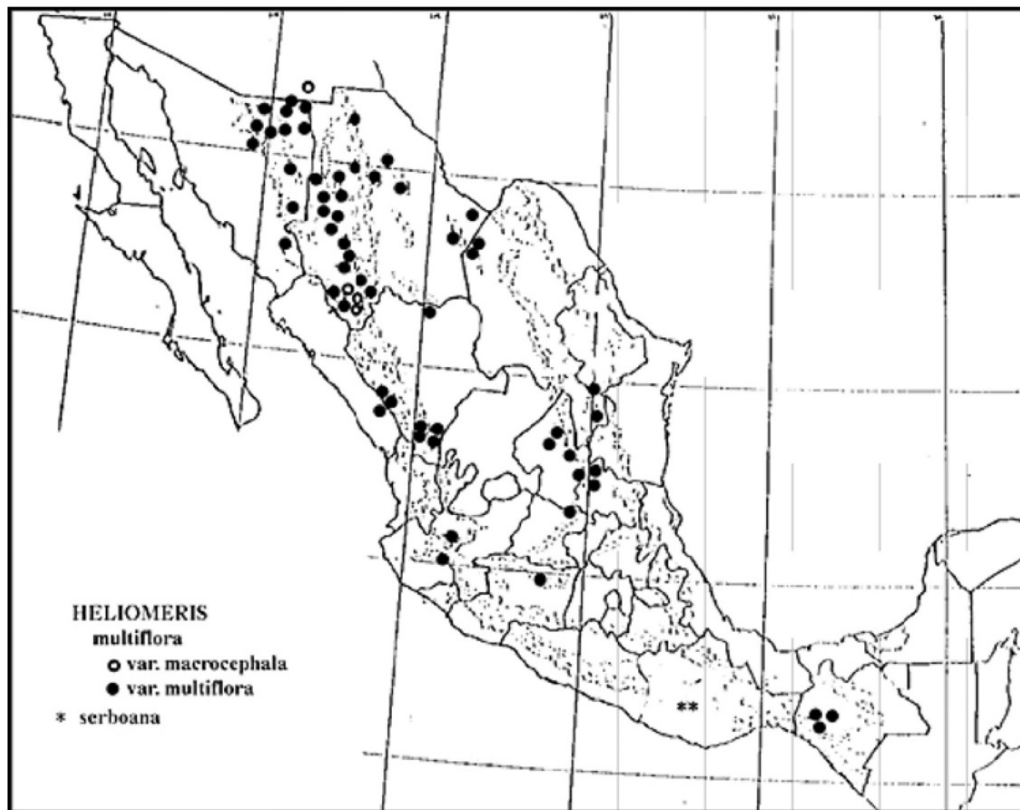 HELIOMERIS
multiflora
var. macrocephala
var. multiflora
* serboana
**